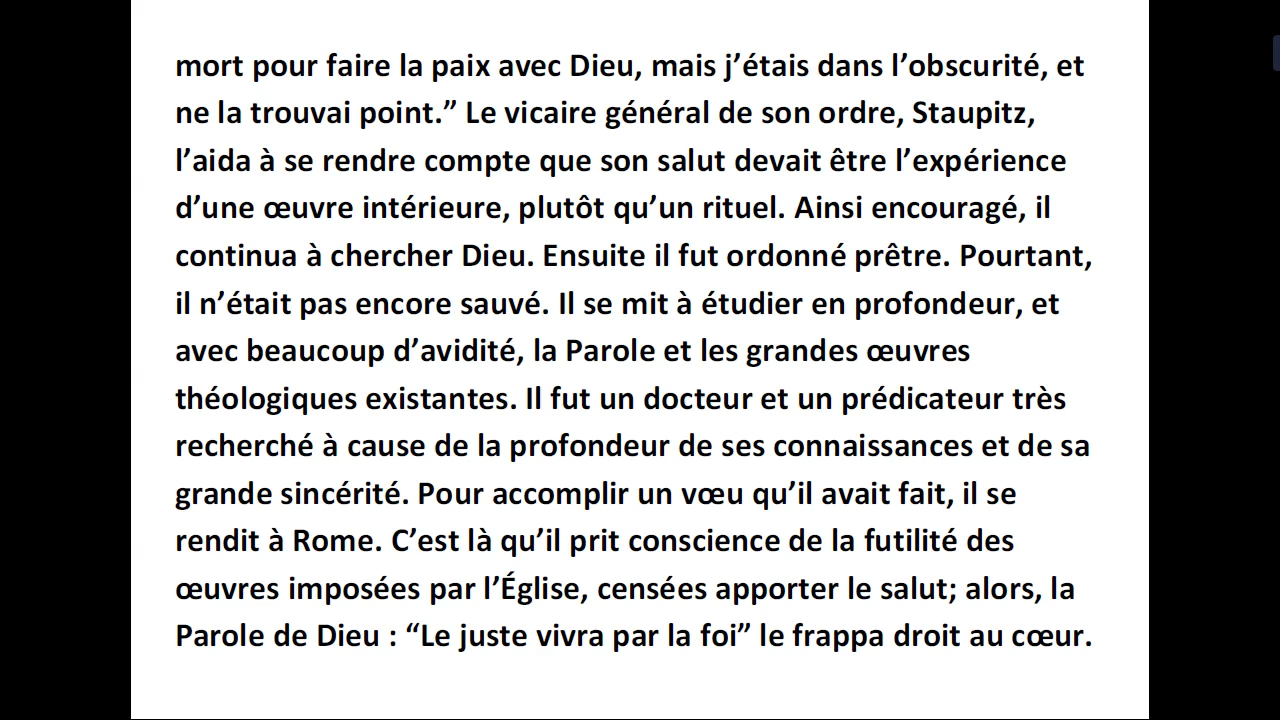 mort pour faire la paix avec Dieu, mais j’étais dans l’obscurité, et
ne la trouvai point.” Le vicaire général de son ordre, Staupitz,
l’aida à se rendre compte que son salut devait être l’expérience
d’une œuvre intérieure, plutôt qu’un rituel. Ainsi encouragé, il
continua à chercher Dieu. Ensuite il fut ordonné prêtre. Pourtant,
il n’était pas encore sauvé. Il se mit à étudier en profondeur, et
avec beaucoup d’avidité, la Parole et les grandes œuvres
théologiques existantes. Il fut un docteur et un prédicateur très
recherché à cause de la profondeur de ses connaissances et de sa
grande sincérité. Pour accomplir un vœu qu’il avait fait, il se
rendit à Rome. C’est là qu’il prit conscience de la futilité des
œuvres imposées par l’Église, censées apporter le salut; alors, la
Parole de Dieu : “Le juste vivra par la foi” le frappa droit au cœur.